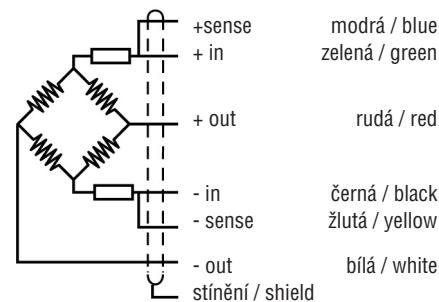 +sense modrá / blue
+ in zelená / green
+ out rudá / red
- in černá / black
- sense žlutá / yellow
- out bílá / white
stínění / shield